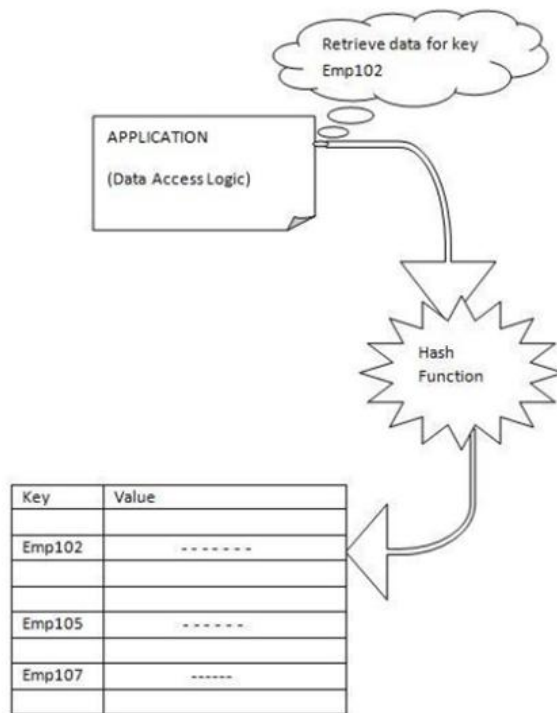 Retrieve data for key
Emp102
APPLICATION
(Data Access Logic)
Hash
Function
Key Value
Emp102 - - - - - - -
Emp105 - - - - - -
Emp107 ------